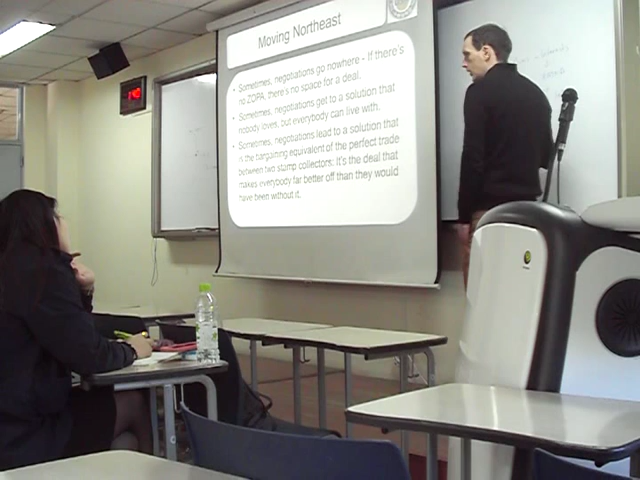 Moving Northeast
• Sometimes, negotiations go nowhere - If there's
no ZOPA, there's no space for a deal.
• Sometimes, negotiations get to a solution that
nobody loves, but everybody can live with.
• Sometimes, negotiations lead to a solution that
is the bargaining equivalent of the perfect trade
between two stamp collectors: it's the deal that
makes everybody far better off than they would
have been without it.